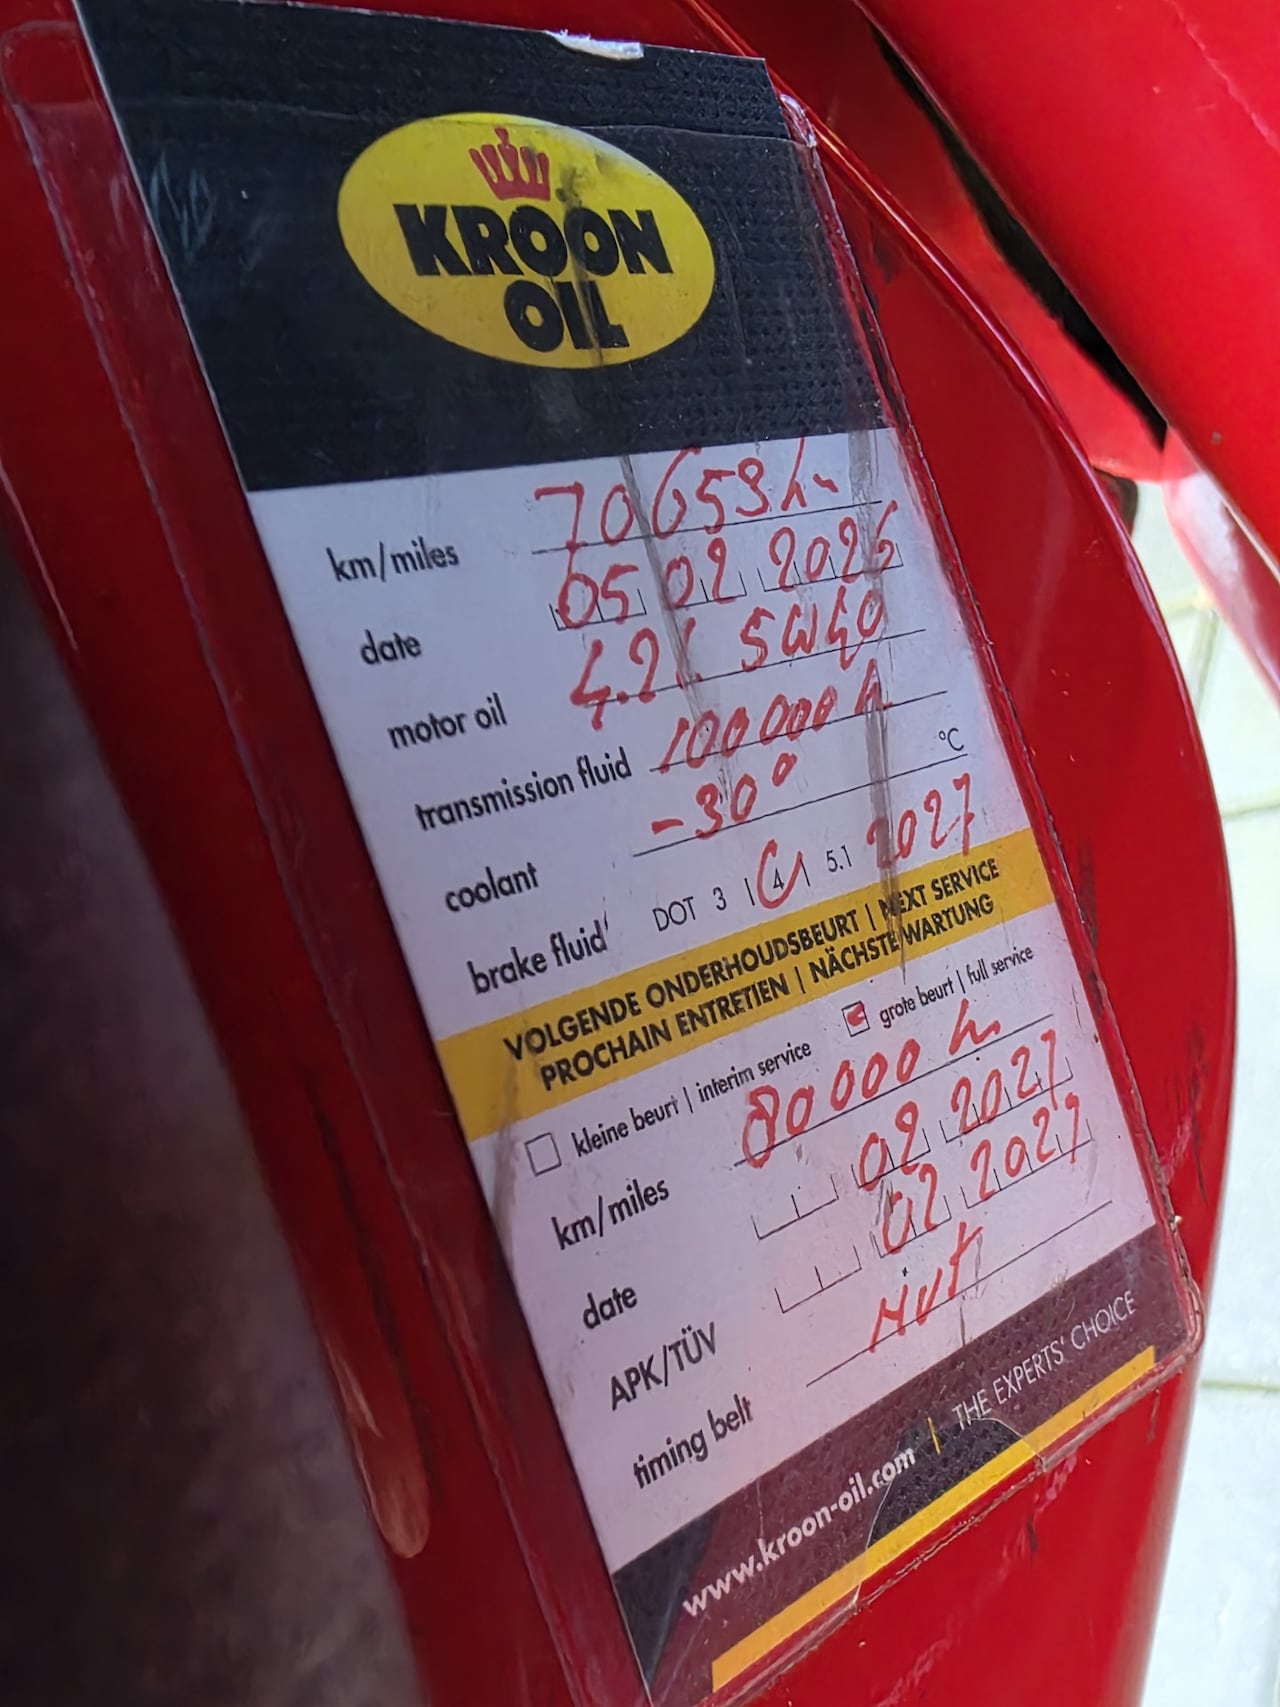 KROON
OIL
km/miles 70659 km
date 05 02 2026
motor oil 4.2l. 5W40
transmission fluid 100000 k
coolant -30° °C
brake fluid DOT 3 | 4 | 5.1 2027
VOLGENDE ONDERHOUDSBEURT | NEXT SERVICE
PROCHAIN ENTRETIEN | NÄCHSTE WARTUNG
kleine beurt | interim service grote beurt | full service
km/miles 80000 km
date 02 2027
APK/TÜV 02 2027
timing belt
www.kroon-oil.com | THE EXPERTS' CHOICE